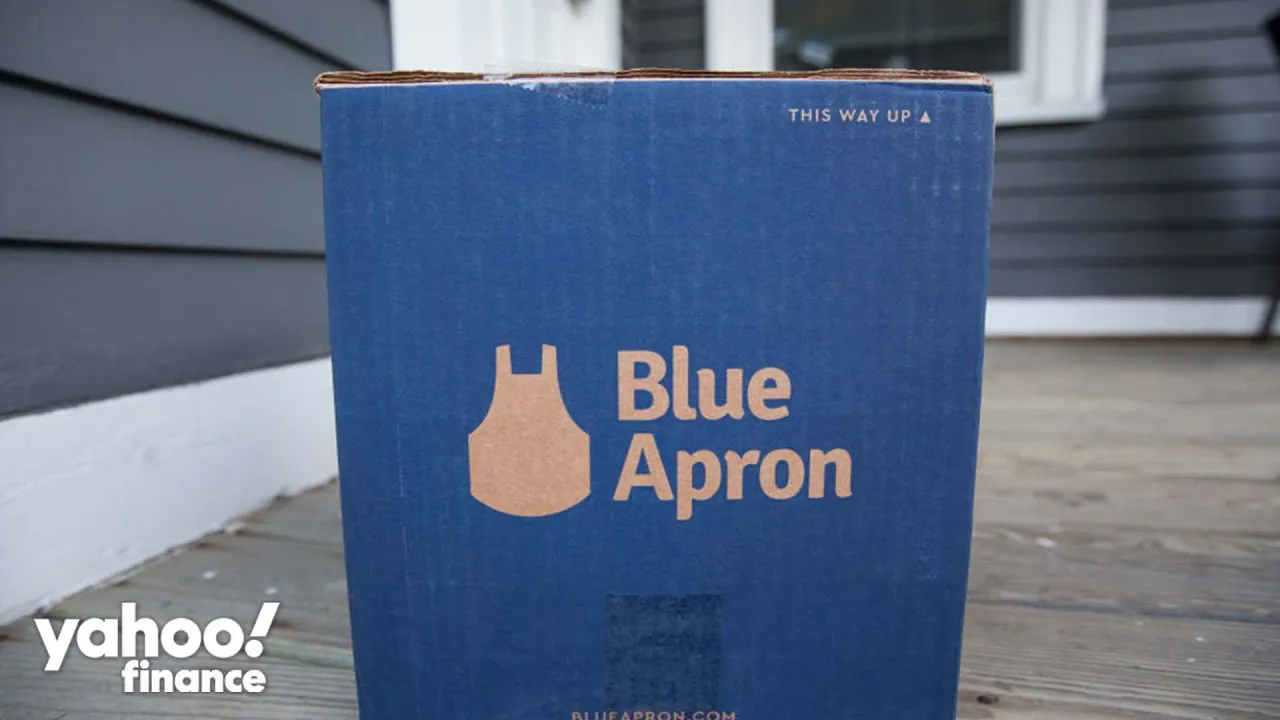 THIS WAY UP ▲
Blue
Apron
BLUEAPRON.COM
yahoo!
finance